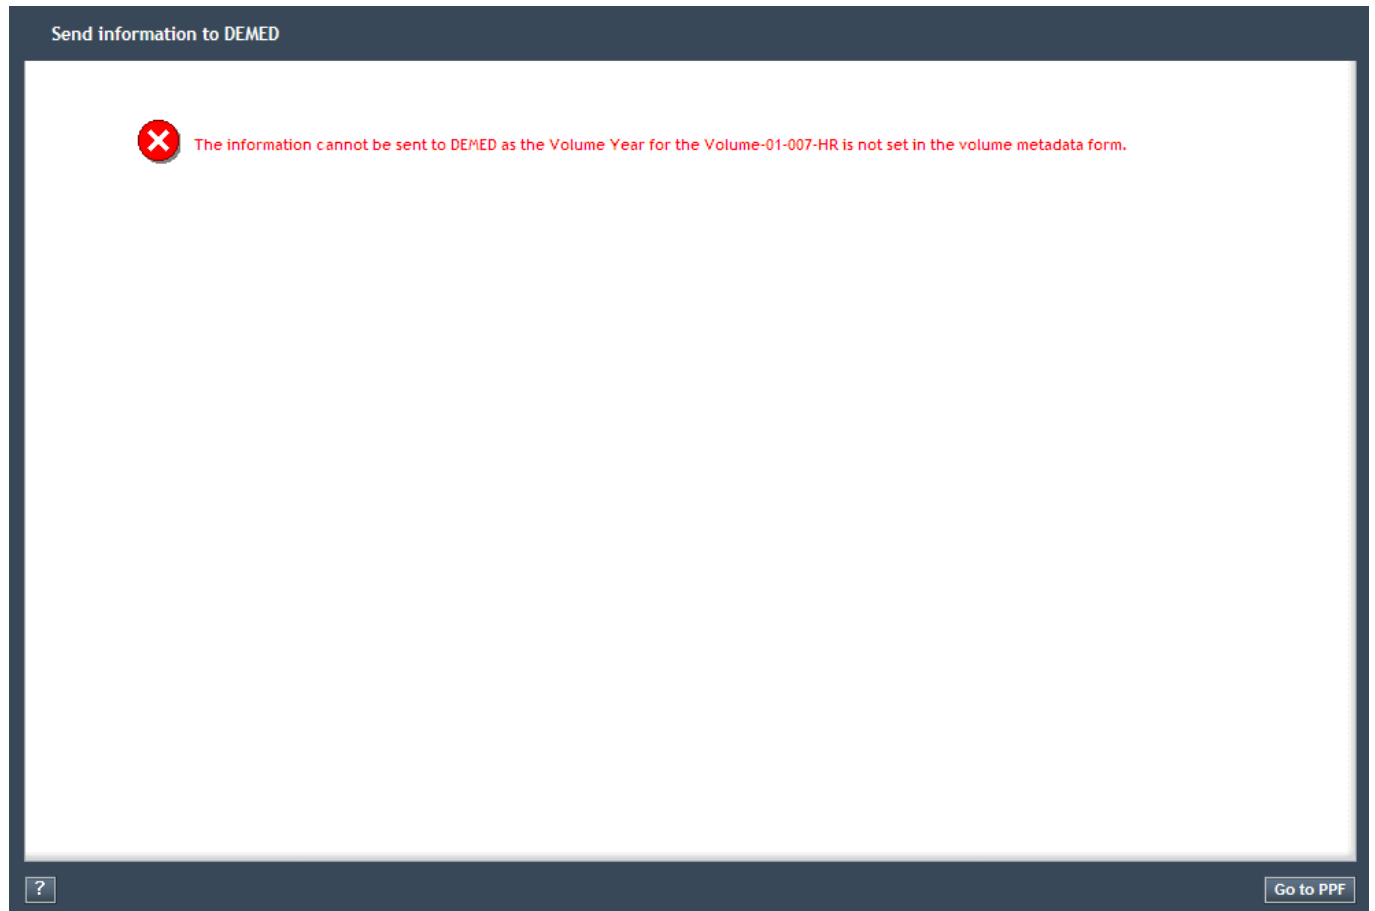 Send information to DEMED
The information cannot be sent to DEMED as the Volume Year for the Volume-01-007-HR is not set in the volume metadata form.
?
Go to PPF